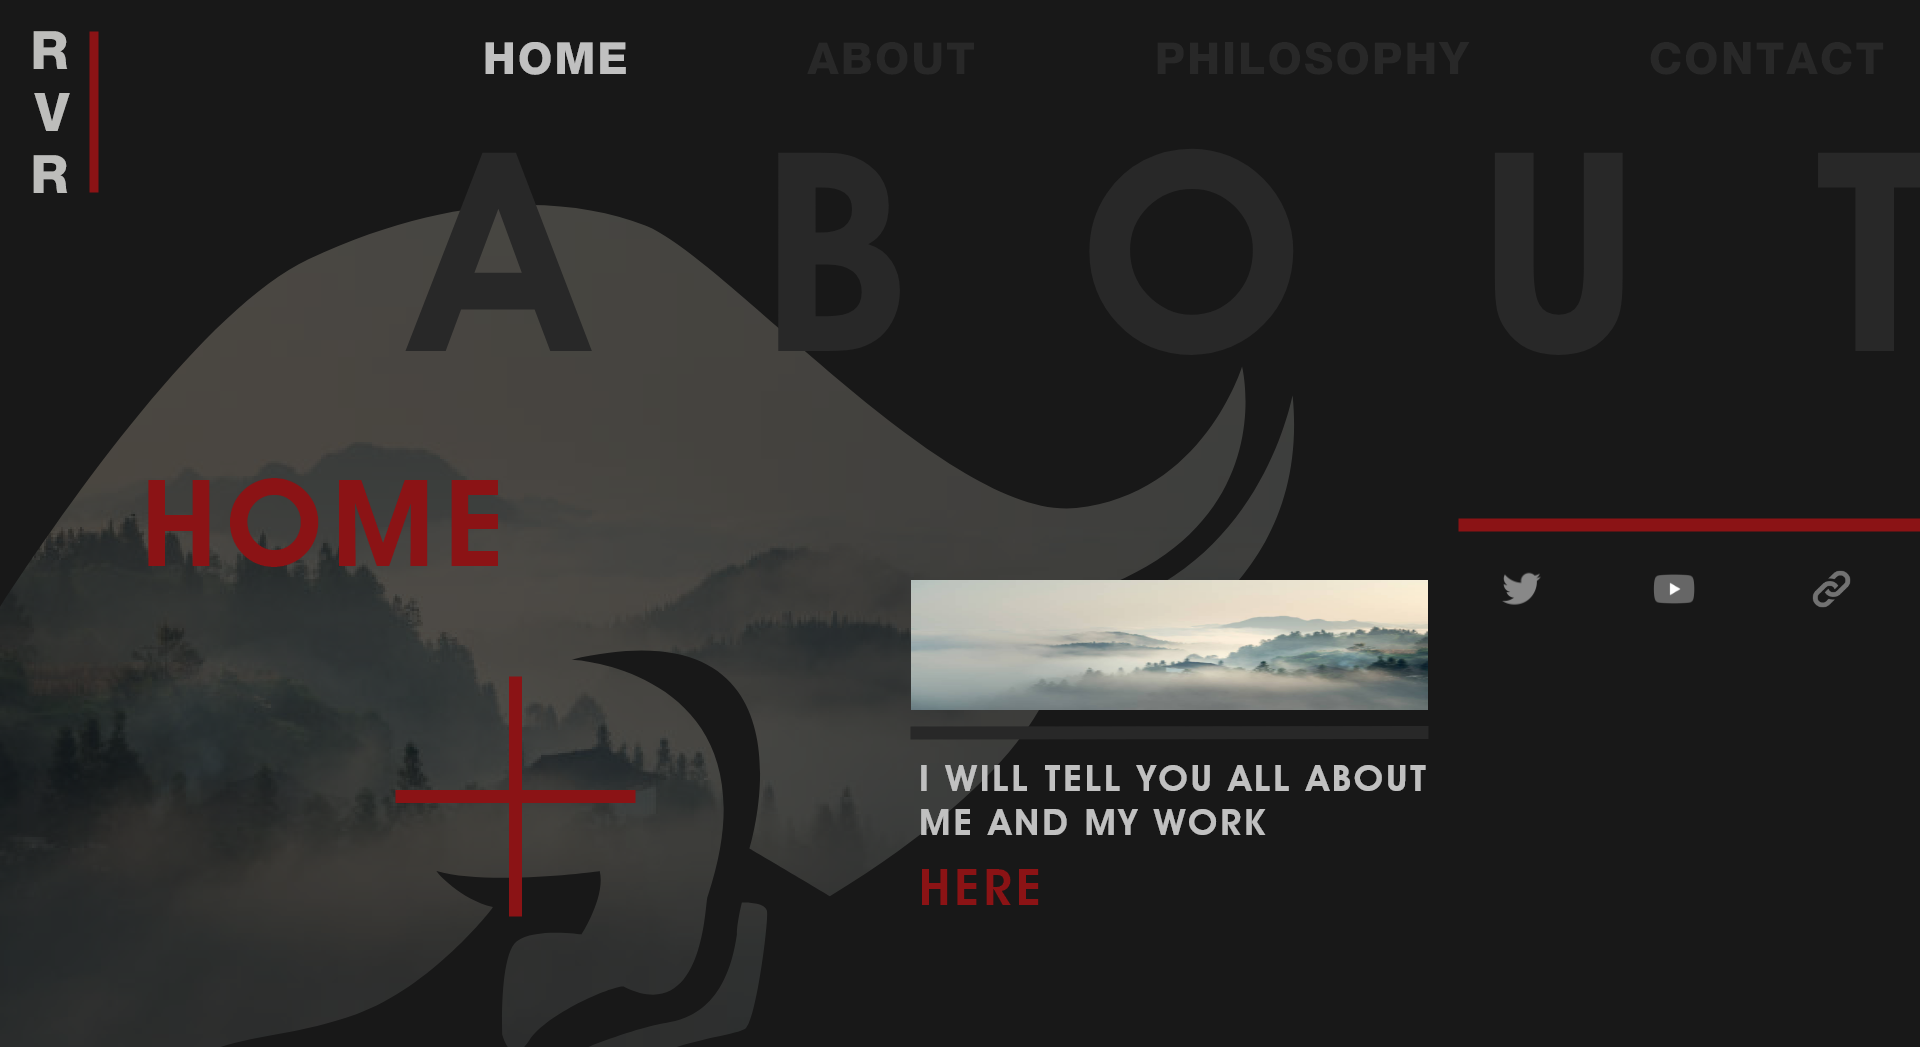 R
V
R
HOME
ABOUT
PHILOSOPHY
CONTACT
ABOUT
HOME
I WILL TELL YOU ALL ABOUT
ME AND MY WORK
HERE